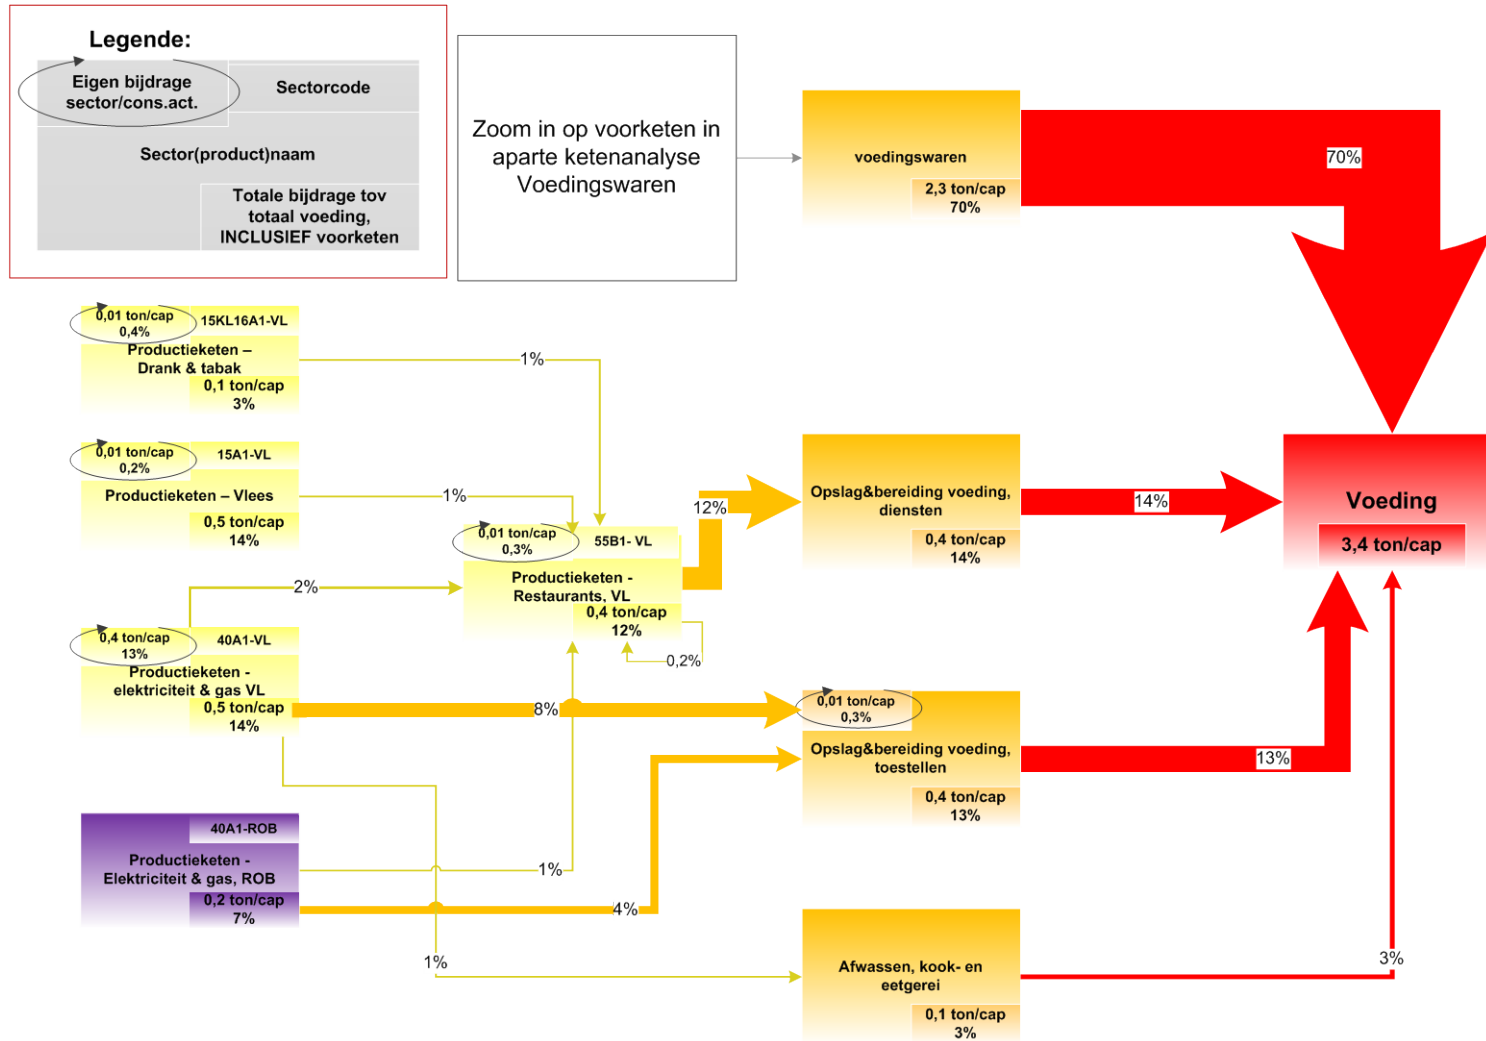 Legende:
Eigen bijdrage
sector/cons.act.
Sectorcode
Sector(product)naam
Totale bijdrage tov
totaal voeding,
INCLUSIEF voorketen
Zoom in op voorketen in
aparte ketenanalyse
Voedingswaren
voedingswaren
2,3 ton/cap
70%
70%
0,01 ton/cap
0,4%
15KL16A1-VL
Productieketen –
Drank & tabak
0,1 ton/cap
3%
1%
0,01 ton/cap
0,2%
15A1-VL
Productieketen – Vlees
0,5 ton/cap
14%
1%
0,01 ton/cap
0,3%
55B1- VL
Productieketen -
Restaurants, VL
0,4 ton/cap
12%
0,2%
12%
Opslag&bereiding voeding,
diensten
0,4 ton/cap
14%
14%
Voeding
3,4 ton/cap
2%
0,4 ton/cap
13%
40A1-VL
Productieketen -
elektriciteit & gas VL
0,5 ton/cap
14%
8%
0,01 ton/cap
0,3%
Opslag&bereiding voeding,
toestellen
0,4 ton/cap
13%
13%
40A1-ROB
Productieketen -
Elektriciteit & gas, ROB
0,2 ton/cap
7%
1%
4%
1%
Afwassen, kook- en
eetgerei
0,1 ton/cap
3%
3%